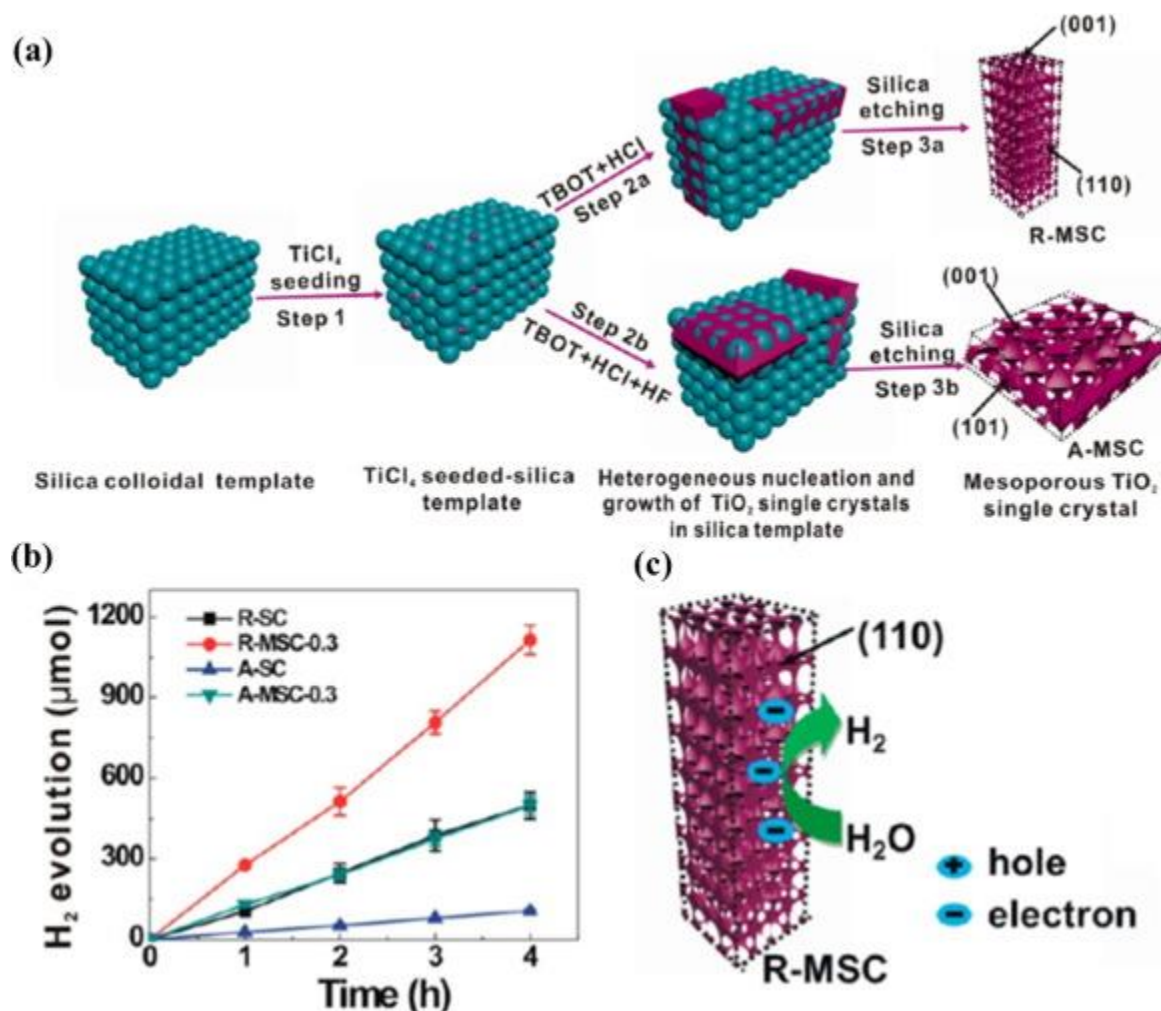 (a)
Silica colloidal template
TiCl₄
seeding
Step 1
TiCl₄ seeded-silica
template
TBOT+HCl
Step 2a
Step 2b
TBOT+HCl+HF
Heterogeneous nucleation and
growth of TiO₂ single crystals
in silica template
Silica
etching
Step 3a
(001)
(110)
R-MSC
Silica
etching
Step 3b
(001)
(101)
A-MSC
Mesoporous TiO₂
single crystal
(b)
H₂ evolution (μmol)
1200
900
600
300
0
R-SC
R-MSC-0.3
A-SC
A-MSC-0.3
0 1 2 3 4
Time (h)
(c)
(110)
H₂
H₂O
+ hole
− electron
R-MSC